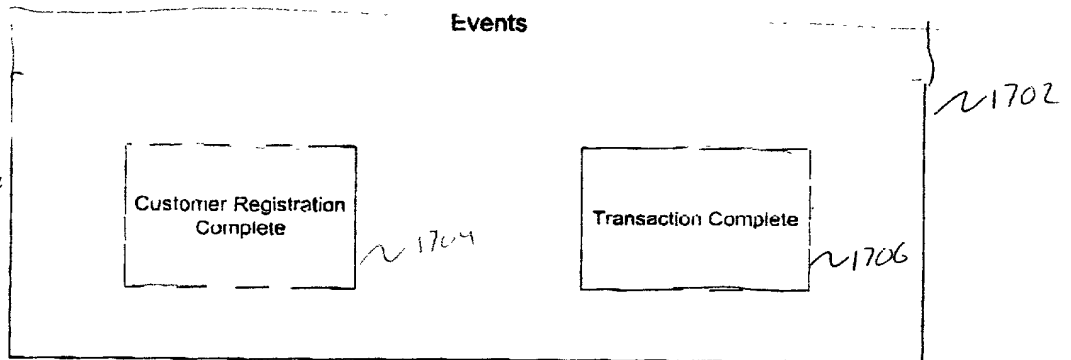 Events
1702
Customer Registration
Complete
1704
Transaction Complete
1706